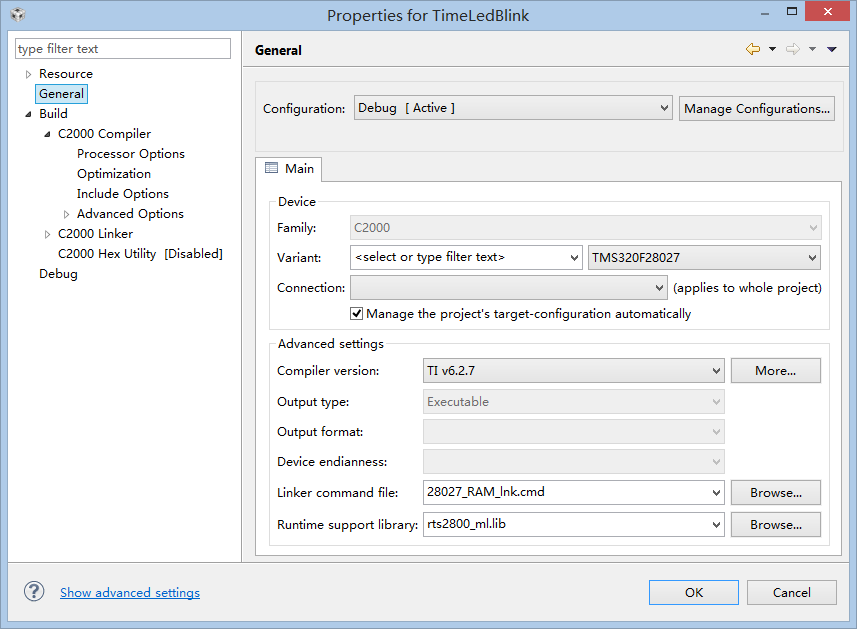 Properties for TimeLedBlink
type filter text
Resource
General
Build
C2000 Compiler
Processor Options
Optimization
Include Options
Advanced Options
C2000 Linker
C2000 Hex Utility [Disabled]
Debug
General
Configuration: Debug [ Active ] Manage Configurations...
Main
Device
Family: C2000
Variant: <select or type filter text> TMS320F28027
Connection: (applies to whole project)
Manage the project's target-configuration automatically
Advanced settings
Compiler version: TI v6.2.7 More...
Output type: Executable
Output format:
Device endianness:
Linker command file: 28027_RAM_lnk.cmd Browse...
Runtime support library: rts2800_ml.lib Browse...
? Show advanced settings OK Cancel